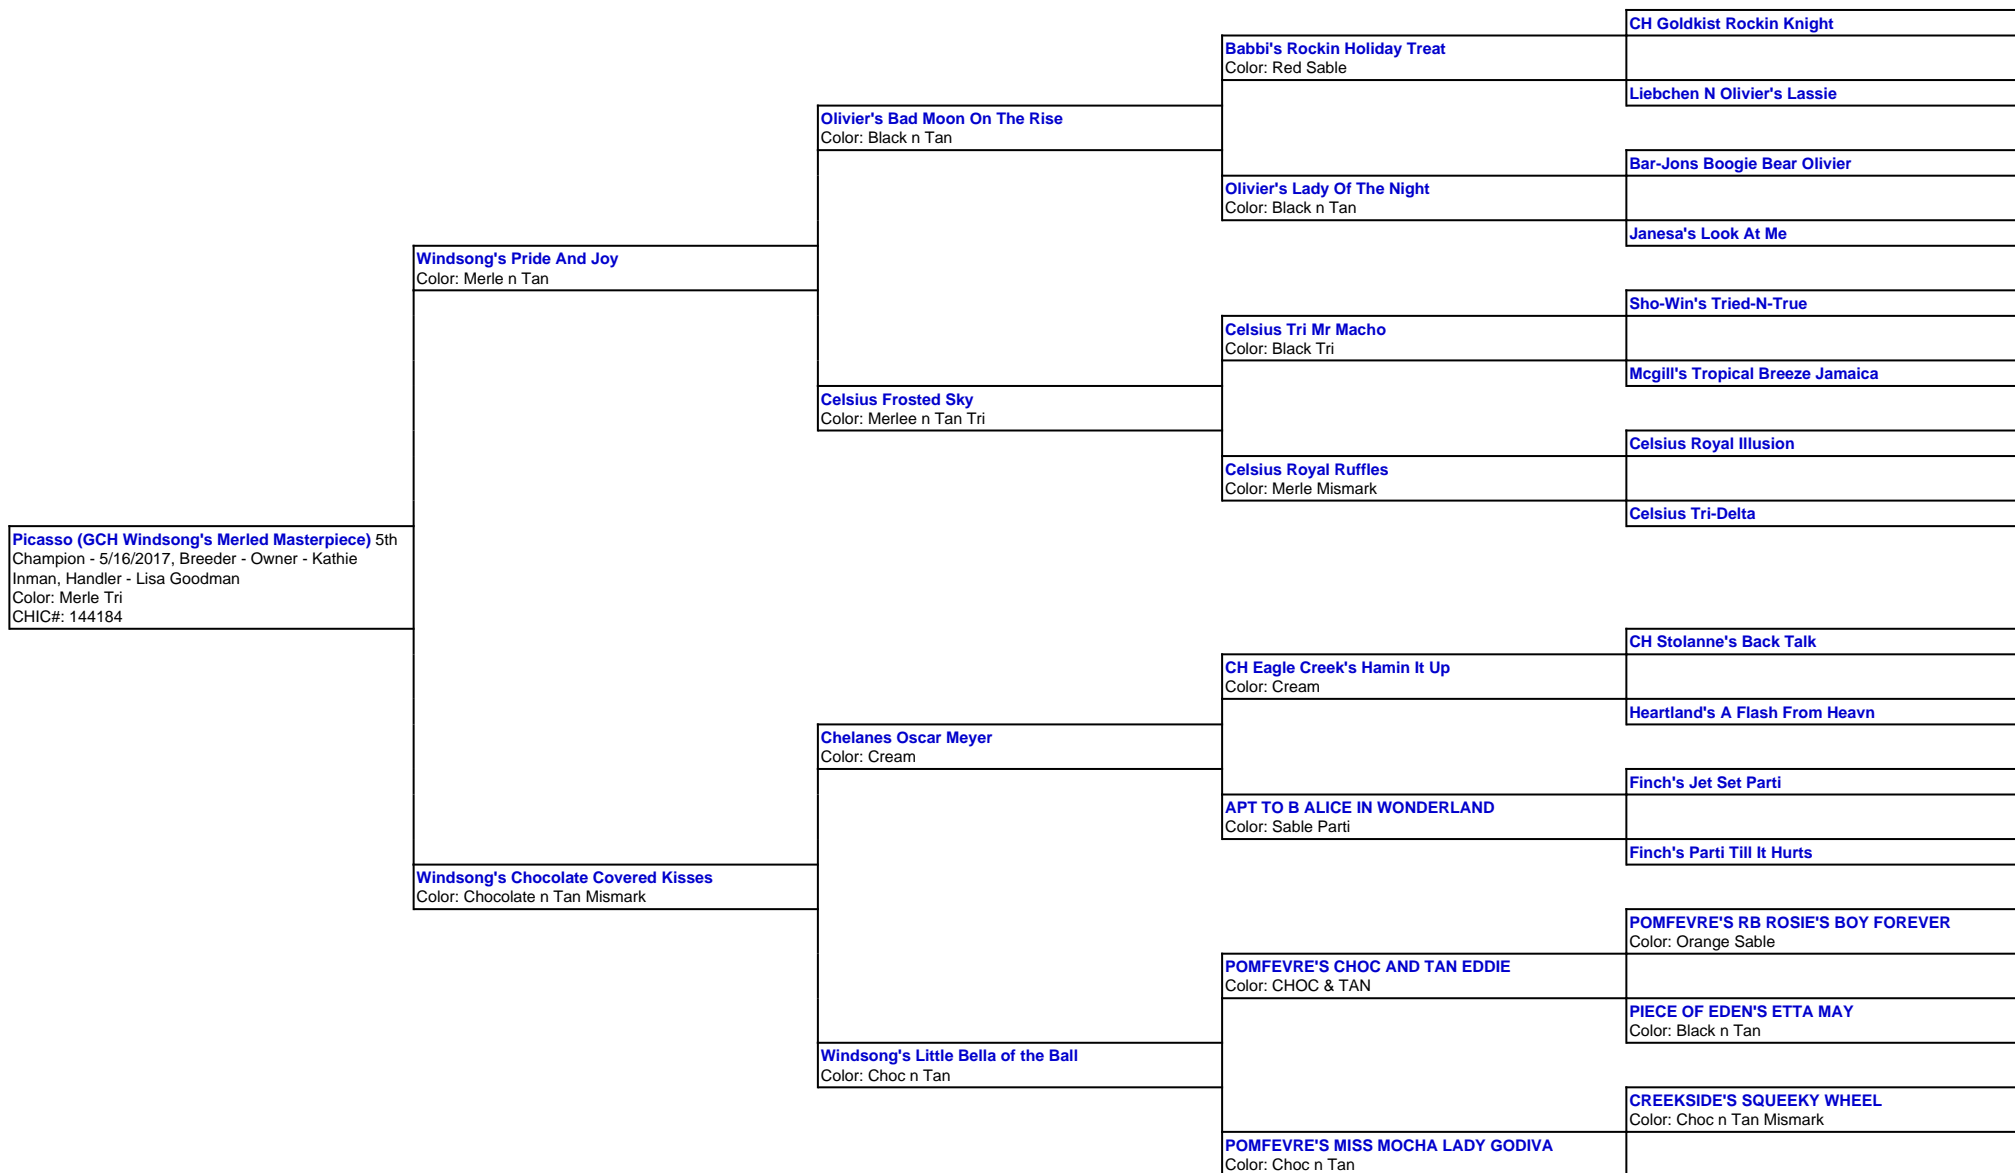 CH Goldkist Rockin Knight
Babbi's Rockin Holiday Treat
Color: Red Sable
Liebchen N Olivier's Lassie
Olivier's Bad Moon On The Rise
Color: Black n Tan
Bar-Jons Boogie Bear Olivier
Olivier's Lady Of The Night
Color: Black n Tan
Janesa's Look At Me
Windsong's Pride And Joy
Color: Merle n Tan
Sho-Win's Tried-N-True
Celsius Tri Mr Macho
Color: Black Tri
Mcgill's Tropical Breeze Jamaica
Celsius Frosted Sky
Color: Merlee n Tan Tri
Celsius Royal Illusion
Celsius Royal Ruffles
Color: Merle Mismark
Celsius Tri-Delta
Picasso (GCH Windsong's Merled Masterpiece) 5th
Champion - 5/16/2017, Breeder - Owner - Kathie
Inman, Handler - Lisa Goodman
Color: Merle Tri
CHIC#: 144184
CH Stolanne's Back Talk
CH Eagle Creek's Hamin It Up
Color: Cream
Heartland's A Flash From Heavn
Chelanes Oscar Meyer
Color: Cream
Finch's Jet Set Parti
APT TO B ALICE IN WONDERLAND
Color: Sable Parti
Finch's Parti Till It Hurts
Windsong's Chocolate Covered Kisses
Color: Chocolate n Tan Mismark
POMFEVRE'S RB ROSIE'S BOY FOREVER
Color: Orange Sable
POMFEVRE'S CHOC AND TAN EDDIE
Color: CHOC & TAN
PIECE OF EDEN'S ETTA MAY
Color: Black n Tan
Windsong's Little Bella of the Ball
Color: Choc n Tan
CREEKSIDE'S SQUEEKY WHEEL
Color: Choc n Tan Mismark
POMFEVRE'S MISS MOCHA LADY GODIVA
Color: Choc n Tan